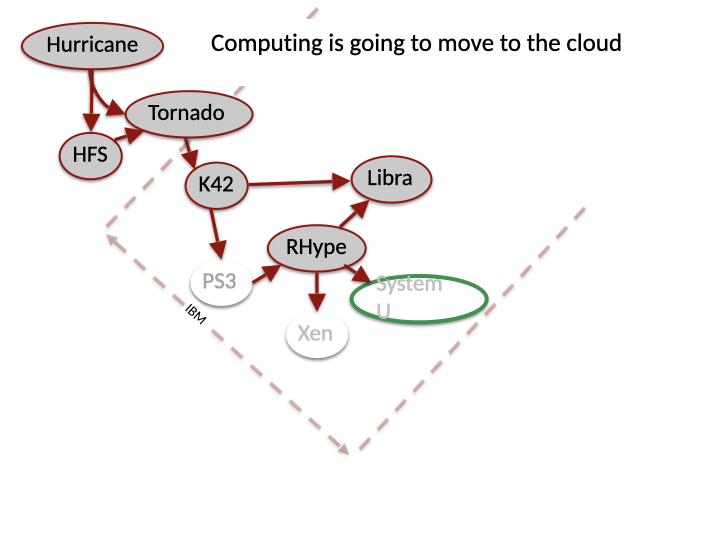 Hurricane
Computing is going to move to the cloud
Tornado
HFS
K42
Libra
RHype
PS3
System
U
IBM
Xen